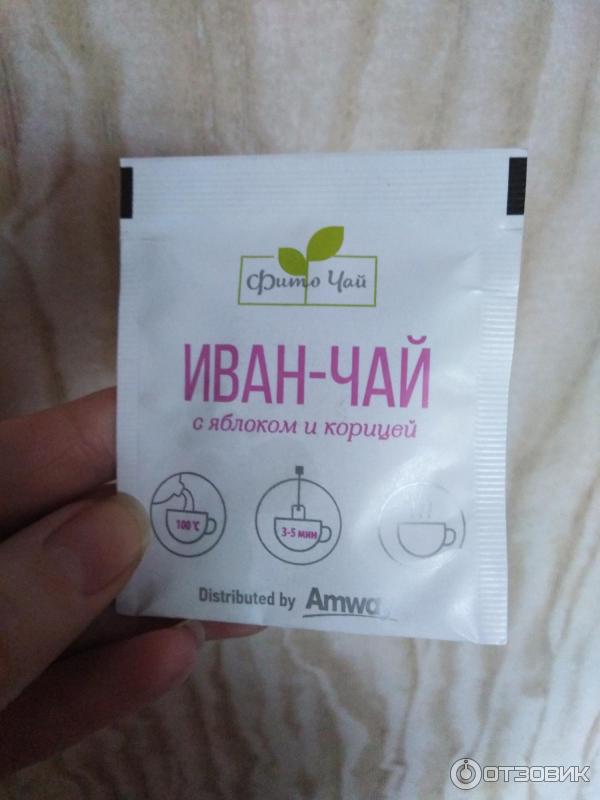 Фито Чай
ИВАН-ЧАЙ
с яблоком и корицей
100 °C
3-5 мин
Distributed by Amway
ОТЗОВИК